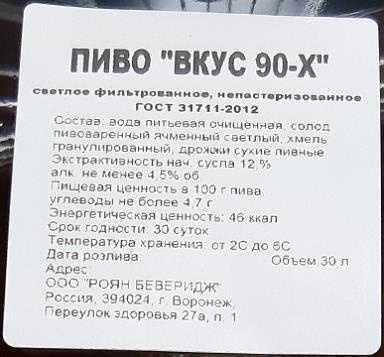 ПИВО "ВКУС 90-Х"
светлое фильтрованное, непастеризованное
ГОСТ 31711-2012
Состав: вода питьевая очищенная, солод
пивоваренный ячменный светлый, хмель
гранулированный, дрожжи сухие пивные
Экстрактивность нач. сусла 12,%
алк. не менее 4,5% об.
Пищевая ценность в 100 г пива:
углеводы не более 4,7 г
Энергетическая ценность: 46 ккал
Срок годности: 30 суток
Температура хранения: от 2С до 6С
Дата розлива: Объем:30 л
Адрес:
ООО "РОЯН БЕВЕРИДЖ"
Россия, 394024, г. Воронеж,
Переулок здоровья 27а, п. 1